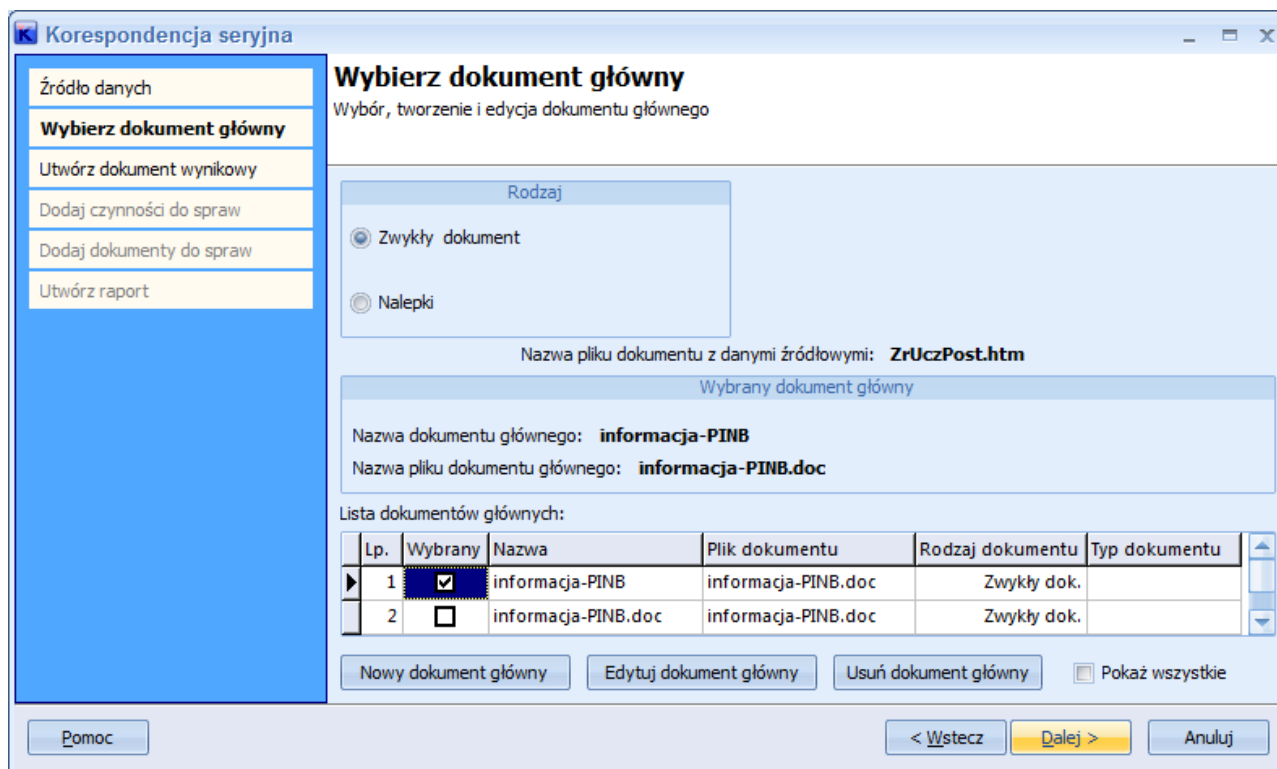 Korespondencja seryjna
Źródło danych
Wybierz dokument główny
Utwórz dokument wynikowy
Dodaj czynności do spraw
Dodaj dokumenty do spraw
Utwórz raport
Wybierz dokument główny
Wybór, tworzenie i edycja dokumentu głównego
Rodzaj
Zwykły dokument
Nalepki
Nazwa pliku dokumentu z danymi źródłowymi: ZrUczPost.htm
Wybrany dokument główny
Nazwa dokumentu głównego: informacja-PINB
Nazwa pliku dokumentu głównego: informacja-PINB.doc
Lista dokumentów głównych:
Lp. Wybrany Nazwa Plik dokumentu Rodzaj dokumentu Typ dokumentu
1 informacja-PINB informacja-PINB.doc Zwykły dok.
2 informacja-PINB.doc informacja-PINB.doc Zwykły dok.
Nowy dokument główny Edytuj dokument główny Usuń dokument główny Pokaż wszystkie
Pomoc < Wstecz Dalej > Anuluj